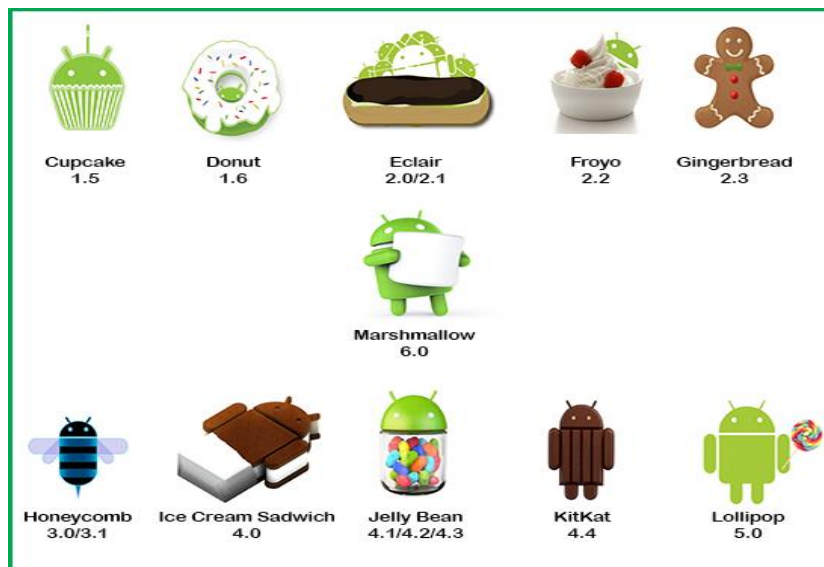 Cupcake
1.5
Donut
1.6
Eclair
2.0/2.1
Froyo
2.2
Gingerbread
2.3
Marshmallow
6.0
Honeycomb
3.0/3.1
Ice Cream Sadwich
4.0
Jelly Bean
4.1/4.2/4.3
KitKat
4.4
Lollipop
5.0